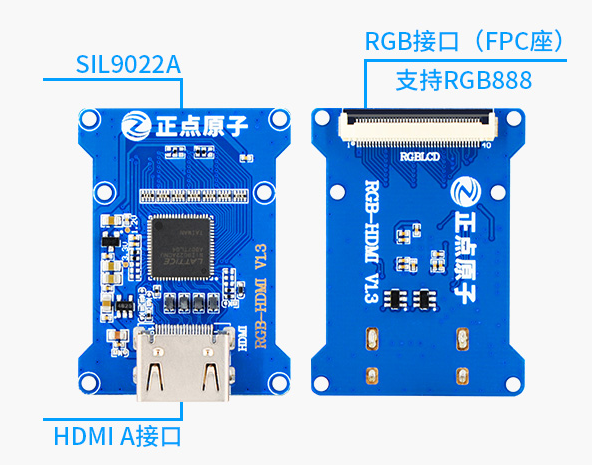 SIL9022A
RGB接口（FPC座）
支持RGB888
正点原子
LATTICE
HDMI
RGB-HDMI V1.3
RGBLCD
40
RGB-HDMI V1.3
正点原子
HDMI A接口